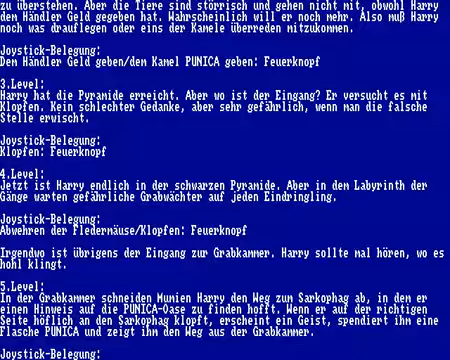 zu überstehen. Aber die Tiere sind störrisch und gehen nicht mit, obwohl Harry
dem Händler Geld gegeben hat. Wahrscheinlich will er noch mehr. Also muß Harry
noch was drauflegen oder eins der Kamele überreden mitzukommen.
Joystick-Belegung:
Dem Händler Geld geben/dem Kamel PUNICA geben: Feuerknopf
3.Level:
Harry hat die Pyramide erreicht. Aber wo ist der Eingang? Er versucht es mit
Klopfen. Kein schlechter Gedanke, aber sehr gefährlich, wenn man die falsche
Stelle erwischt.
Joystick-Belegung:
Klopfen: Feuerknopf
4.Level:
Jetzt ist Harry endlich in der schwarzen Pyramide. Aber in dem Labyrinth der
Gänge warten gefährliche Grabwächter auf jeden Eindringling.
Joystick-Belegung:
Abwehren der Fledermäuse/Klopfen: Feuerknopf
Irgendwo ist übrigens der Eingang zur Grabkammer. Harry sollte mal hören, wo es
hohl klingt.
5.Level:
In der Grabkammer schneiden Mumien Harry den Weg zum Sarkophag ab, in dem er
einen Hinweis auf die PUNICA-Oase zu finden hofft. Wenn er auf der richtigen
Seite höflich an den Sarkophag klopft, erscheint ein Geist, spendiert ihm eine
Flasche PUNICA und zeigt ihm den Weg aus der Grabkammer.
Joystick-Belegung: